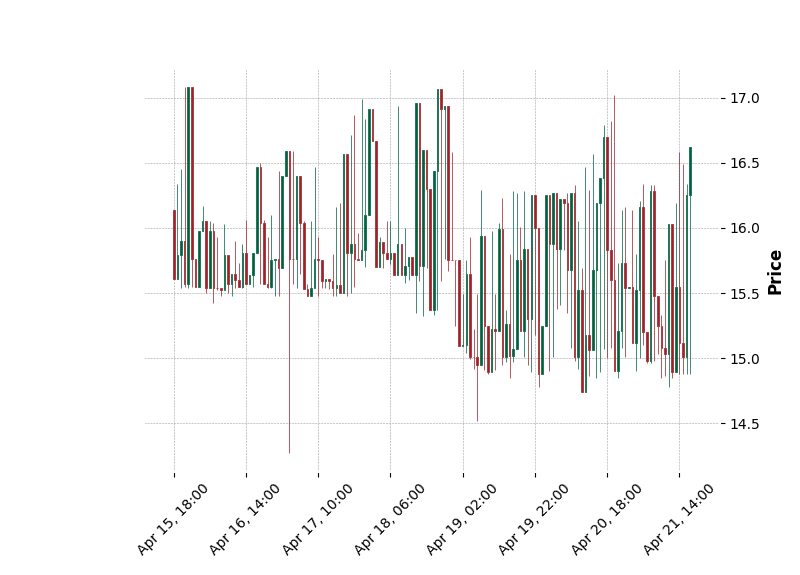 17.0
16.5
16.0
15.5
15.0
14.5
Price
Apr 15, 18:00
Apr 16, 14:00
Apr 17, 10:00
Apr 18, 06:00
Apr 19, 02:00
Apr 19, 22:00
Apr 20, 18:00
Apr 21, 14:00